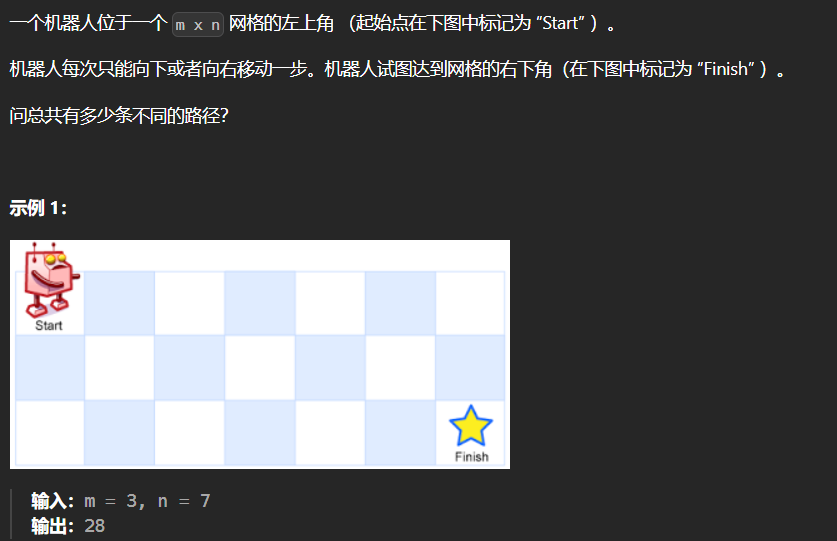 一个机器人位于一个 m x n 网格的左上角 （起始点在下图中标记为 “Start” ）。
机器人每次只能向下或者向右移动一步。机器人试图达到网格的右下角（在下图中标记为 “Finish” ）。
问总共有多少条不同的路径？
示例 1：
Start
Finish
输入：m = 3, n = 7
输出：28